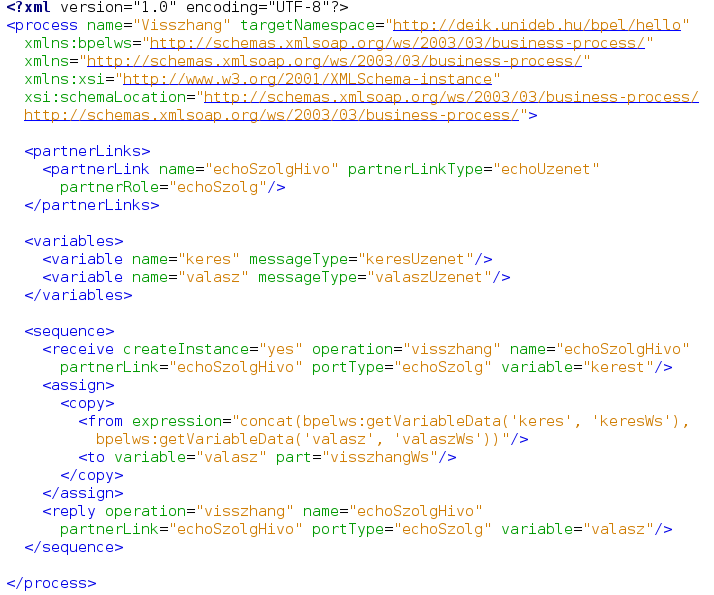 <?xml version="1.0" encoding="UTF-8"?>
<process name="Visszhang" targetNamespace="http://deik.unideb.hu/bpel/hello"
xmlns:bpelws="http://schemas.xmlsoap.org/ws/2003/03/business-process/"
xmlns="http://schemas.xmlsoap.org/ws/2003/03/business-process/"
xmlns:xsi="http://www.w3.org/2001/XMLSchema-instance"
xsi:schemaLocation="http://schemas.xmlsoap.org/ws/2003/03/business-process/
http://schemas.xmlsoap.org/ws/2003/03/business-process/">
<partnerLinks>
<partnerLink name="echoSzolgHivo" partnerLinkType="echoUzenet"
partnerRole="echoSzolg"/>
</partnerLinks>
<variables>
<variable name="keres" messageType="keresUzenet"/>
<variable name="valasz" messageType="valaszUzenet"/>
</variables>
<sequence>
<receive createInstance="yes" operation="visszhang" name="echoSzolgHivo"
partnerLink="echoSzolgHivo" portType="echoSzolg" variable="kerest"/>
<assign>
<copy>
<from expression="concat(bpelws:getVariableData('keres', 'keresWs'),
bpelws:getVariableData('valasz', 'valaszWs'))"/>
<to variable="valasz" part="visszhangWs"/>
</copy>
</assign>
<reply operation="visszhang" name="echoSzolgHivo"
partnerLink="echoSzolgHivo" portType="echoSzolg" variable="valasz"/>
</sequence>
</process>